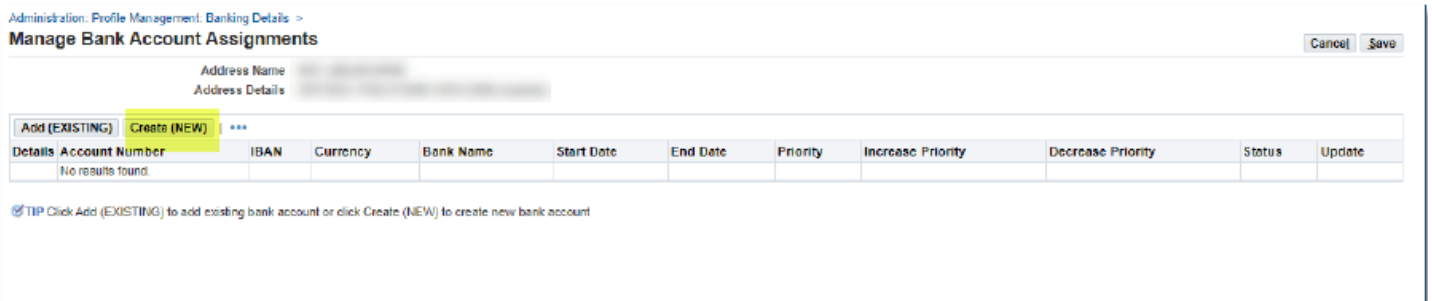 Administration: Profile Management: Banking Details >
Manage Bank Account Assignments
Cancel Save
Address Name
Address Details
Add (EXISTING) Create (NEW) | •••
Details Account Number IBAN Currency Bank Name Start Date End Date Priority Increase Priority Decrease Priority Status Update
No results found.
TIP Click Add (EXISTING) to add existing bank account or click Create (NEW) to create new bank account